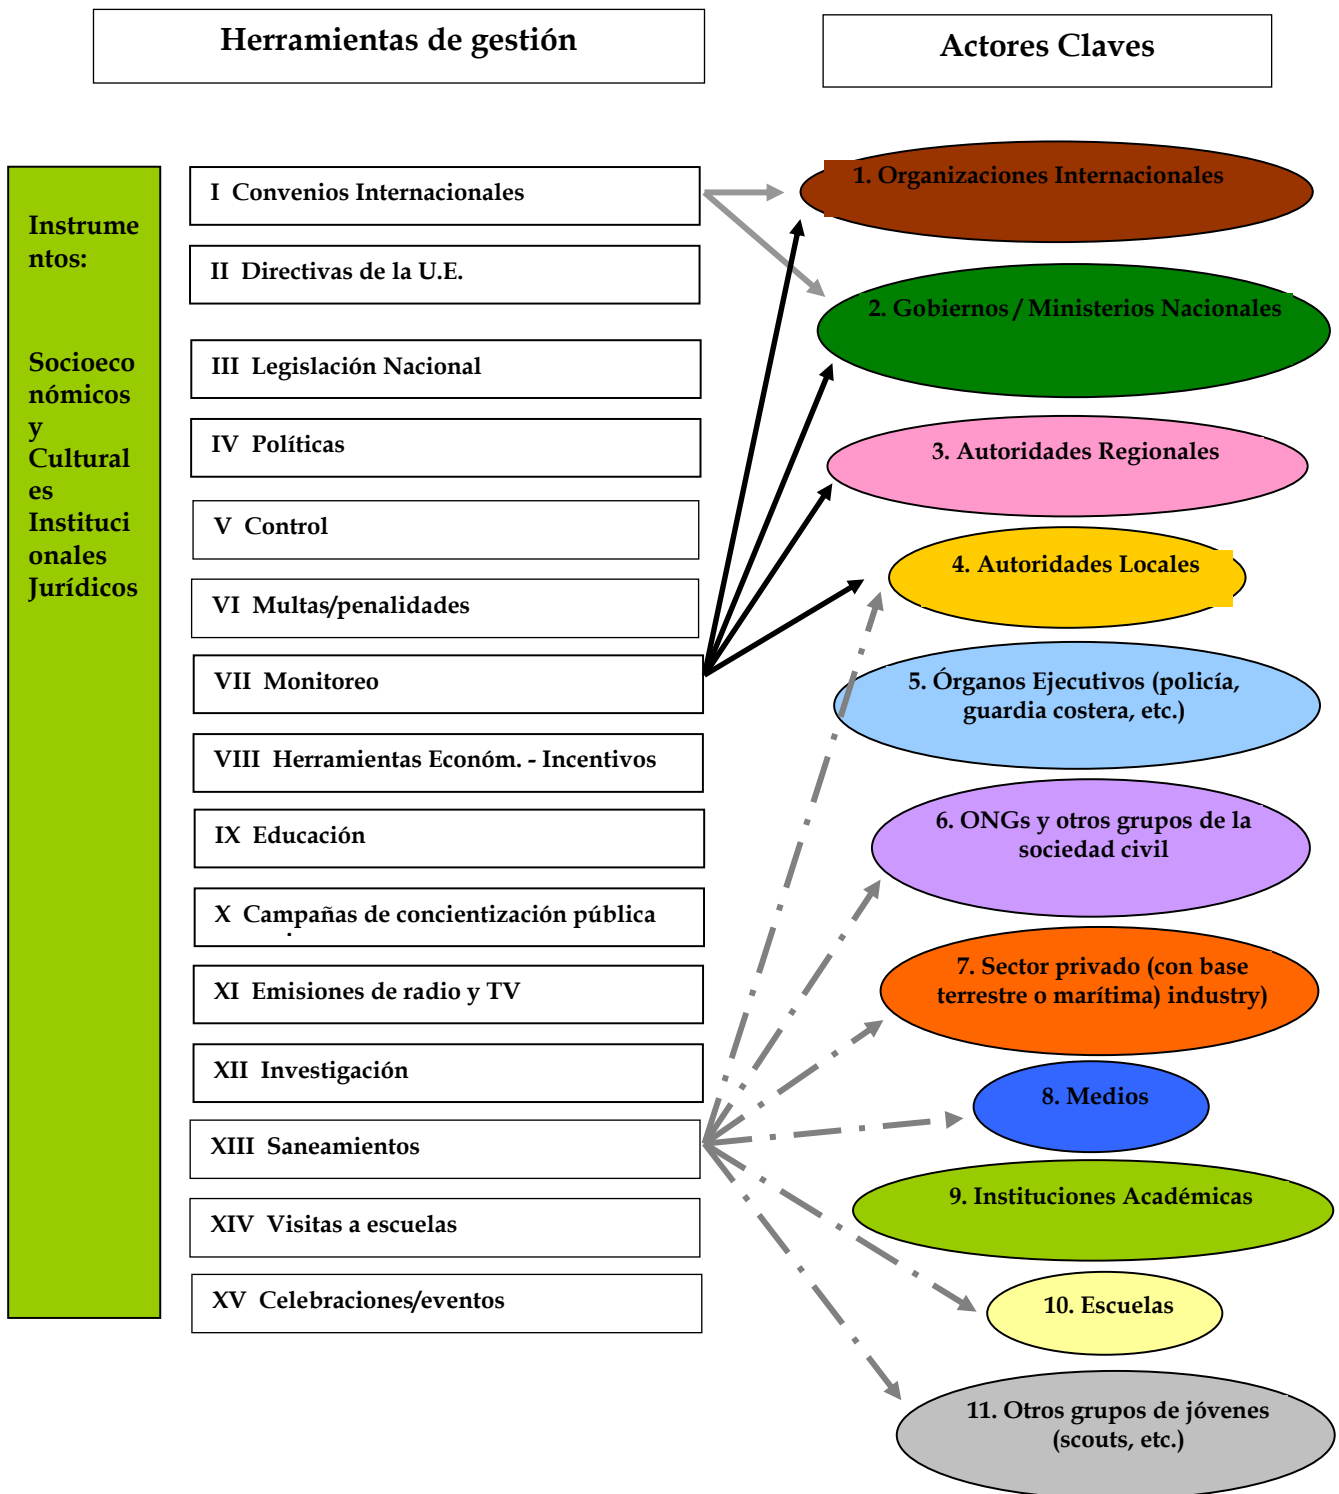 Herramientas de gestión
Actores Claves
Instrume
ntos:
Socioeco
nómicos
y
Cultural
es
Instituci
onales
Jurídicos
I Convenios Internacionales
II Directivas de la U.E.
III Legislación Nacional
IV Políticas
V Control
VI Multas/penalidades
VII Monitoreo
VIII Herramientas Económ. - Incentivos
IX Educación
X Campañas de concientización pública
XI Emisiones de radio y TV
XII Investigación
XIII Saneamientos
XIV Visitas a escuelas
XV Celebraciones/eventos
1. Organizaciones Internacionales
2. Gobiernos / Ministerios Nacionales
3. Autoridades Regionales
4. Autoridades Locales
5. Órganos Ejecutivos (policía,
guardia costera, etc.)
6. ONGs y otros grupos de la
sociedad civil
7. Sector privado (con base
terrestre o marítima) industry)
8. Medios
9. Instituciones Académicas
10. Escuelas
11. Otros grupos de jóvenes
(scouts, etc.)